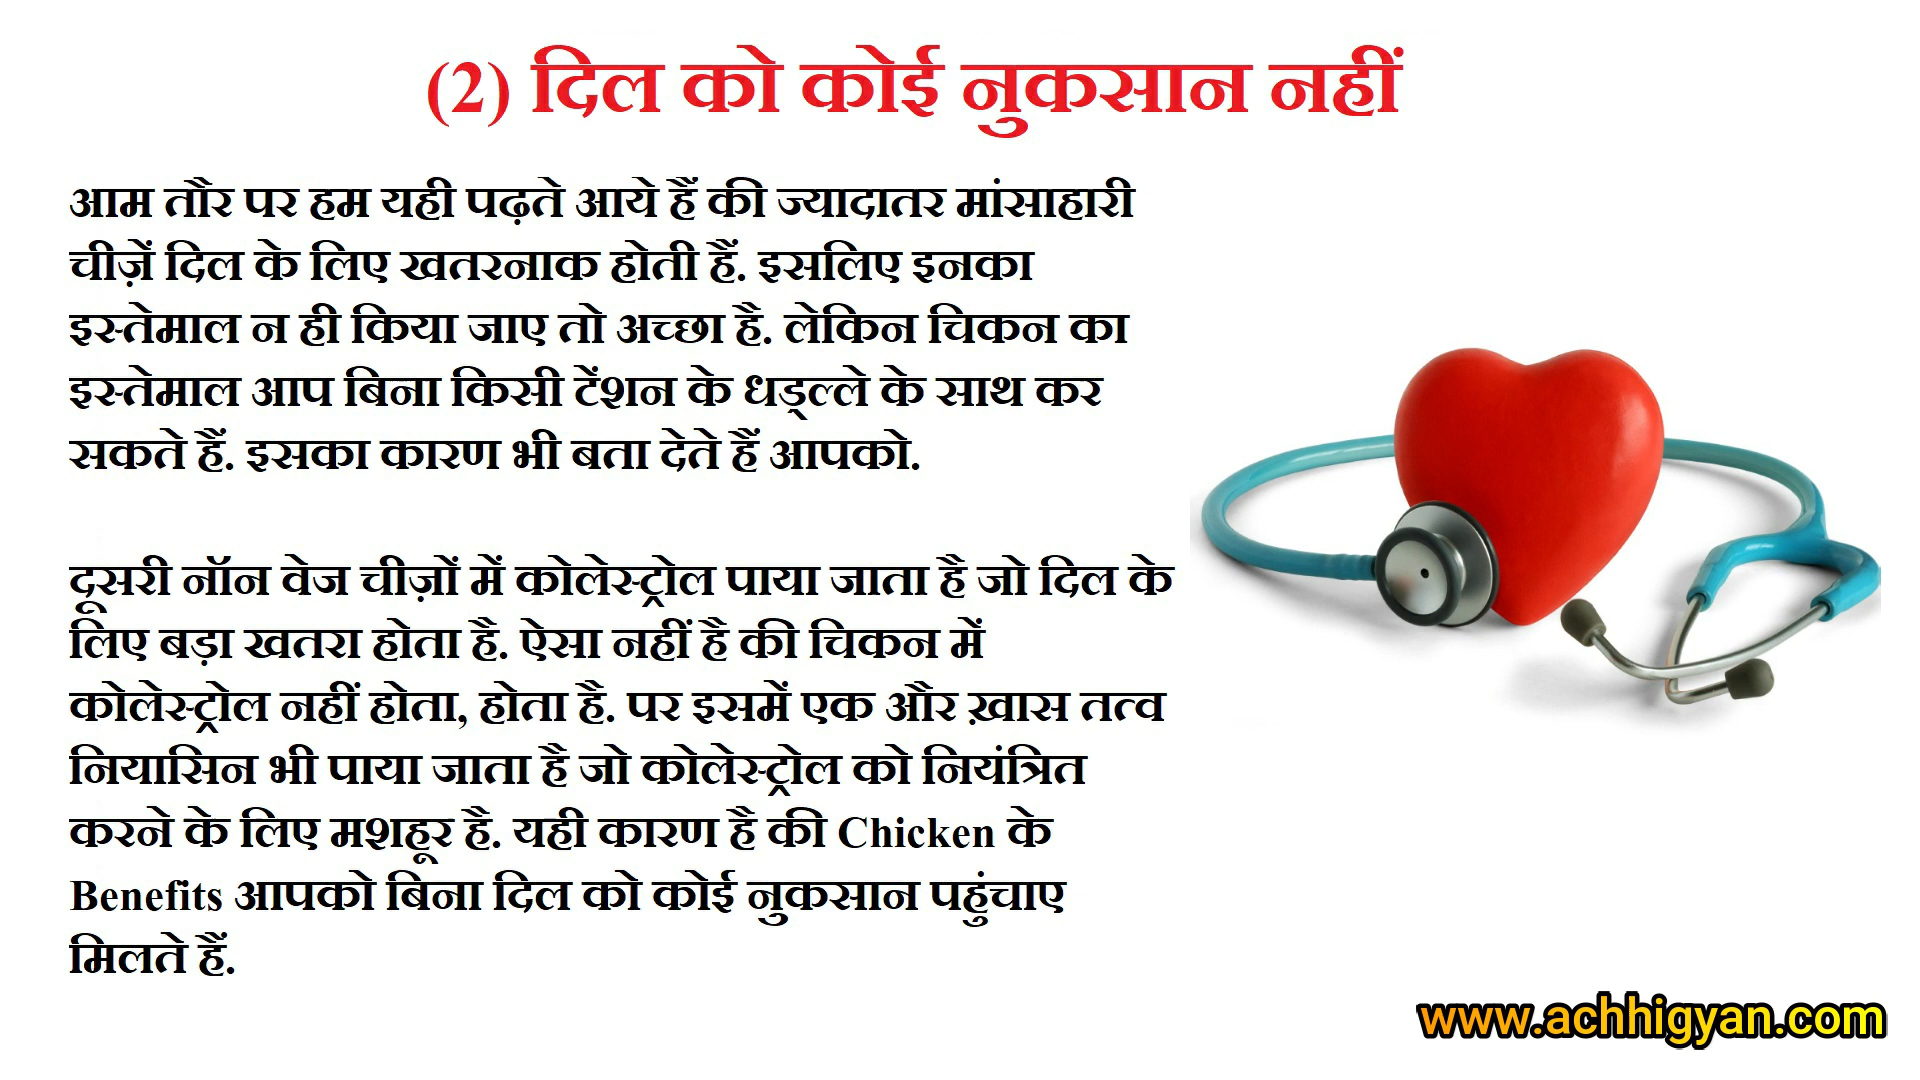 (2) दिल को कोई नुकसान नहीं
आम तौर पर हम यही पढ़ते आये हैं की ज्यादातर मांसाहारी
चीज़ें दिल के लिए खतरनाक होती हैं. इसलिए इनका
इस्तेमाल न ही किया जाए तो अच्छा है. लेकिन चिकन का
इस्तेमाल आप बिना किसी टेंशन के धड़्ल्ले के साथ कर
सकते हैं. इसका कारण भी बता देते हैं आपको.
दूसरी नॉन वेज चीज़ों में कोलेस्ट्रोल पाया जाता है जो दिल के
लिए बड़ा खतरा होता है. ऐसा नहीं है की चिकन में
कोलेस्ट्रोल नहीं होता, होता है. पर इसमें एक और ख़ास तत्व
नियासिन भी पाया जाता है जो कोलेस्ट्रोल को नियंत्रित
करने के लिए मशहूर है. यही कारण है की Chicken के
Benefits आपको बिना दिल को कोई नुकसान पहुंचाए
मिलते हैं.
www.achhigyan.com